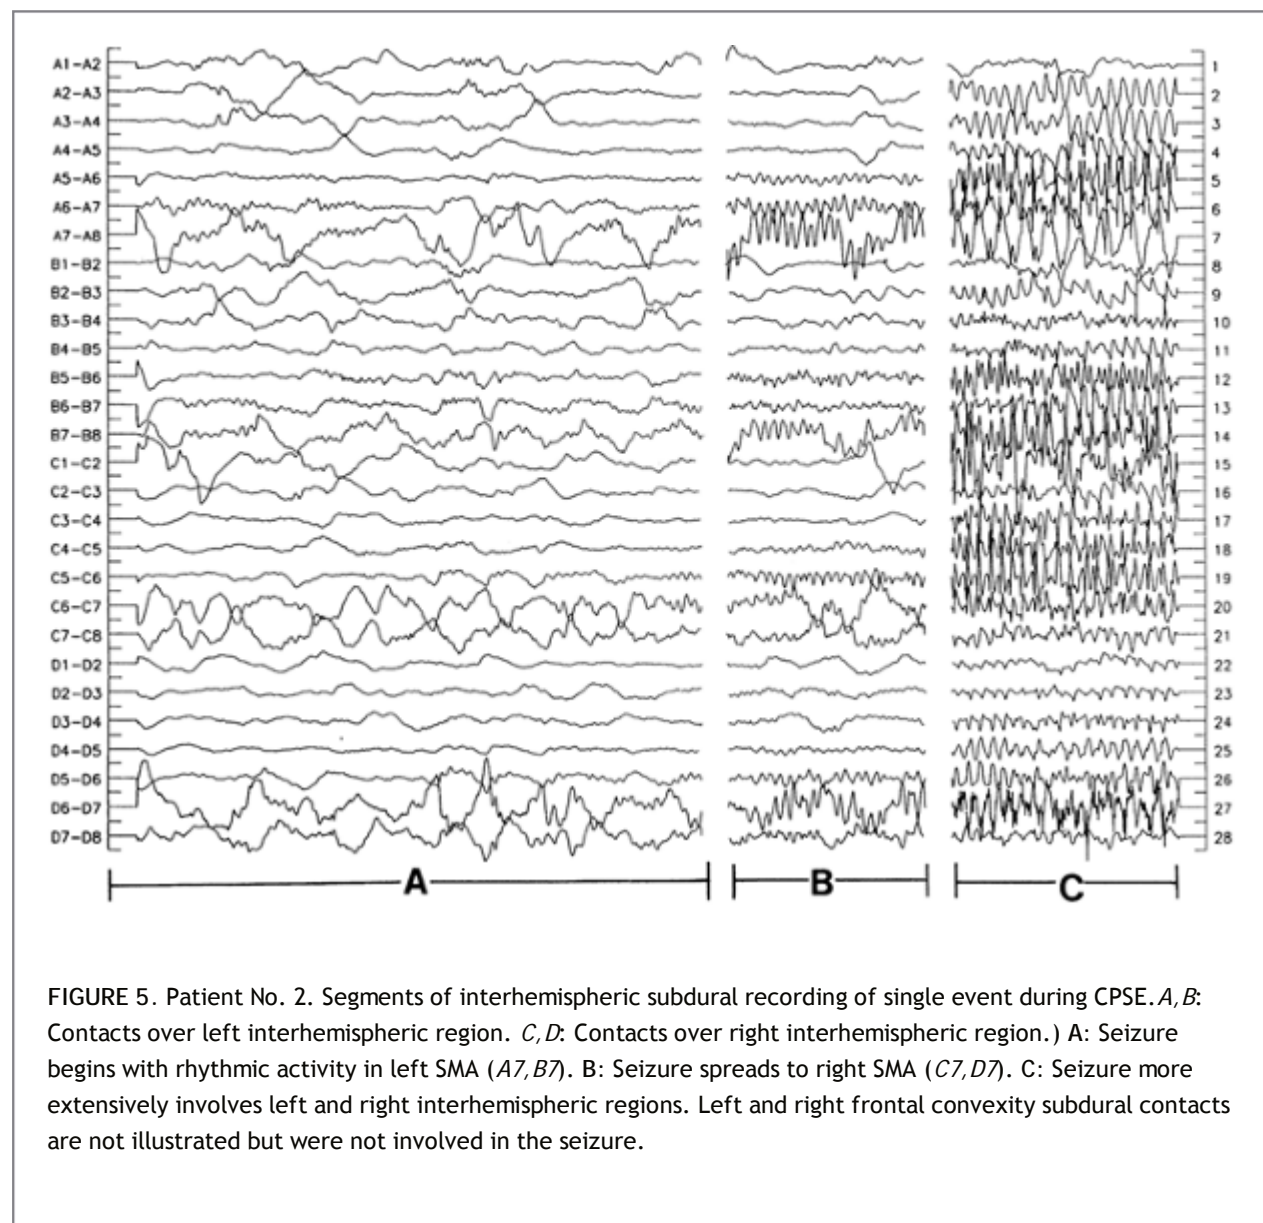 A1-A2 1
A2-A3 2
A3-A4 3
A4-A5 4
A5-A6 5
A6-A7 6
A7-A8 7
B1-B2 8
B2-B3 9
B3-B4 10
B4-B5 11
B5-B6 12
B6-B7 13
B7-B8 14
C1-C2 15
C2-C3 16
C3-C4 17
C4-C5 18
C5-C6 19
C6-C7 20
C7-C8 21
D1-D2 22
D2-D3 23
D3-D4 24
D4-D5 25
D5-D6 26
D6-D7 27
D7-D8 28
A B C
FIGURE 5. Patient No. 2. Segments of interhemispheric subdural recording of single event during CPSE. A,B:
Contacts over left interhemispheric region. C,D: Contacts over right interhemispheric region.) A: Seizure
begins with rhythmic activity in left SMA (A7,B7). B: Seizure spreads to right SMA (C7,D7). C: Seizure more
extensively involves left and right interhemispheric regions. Left and right frontal convexity subdural contacts
are not illustrated but were not involved in the seizure.